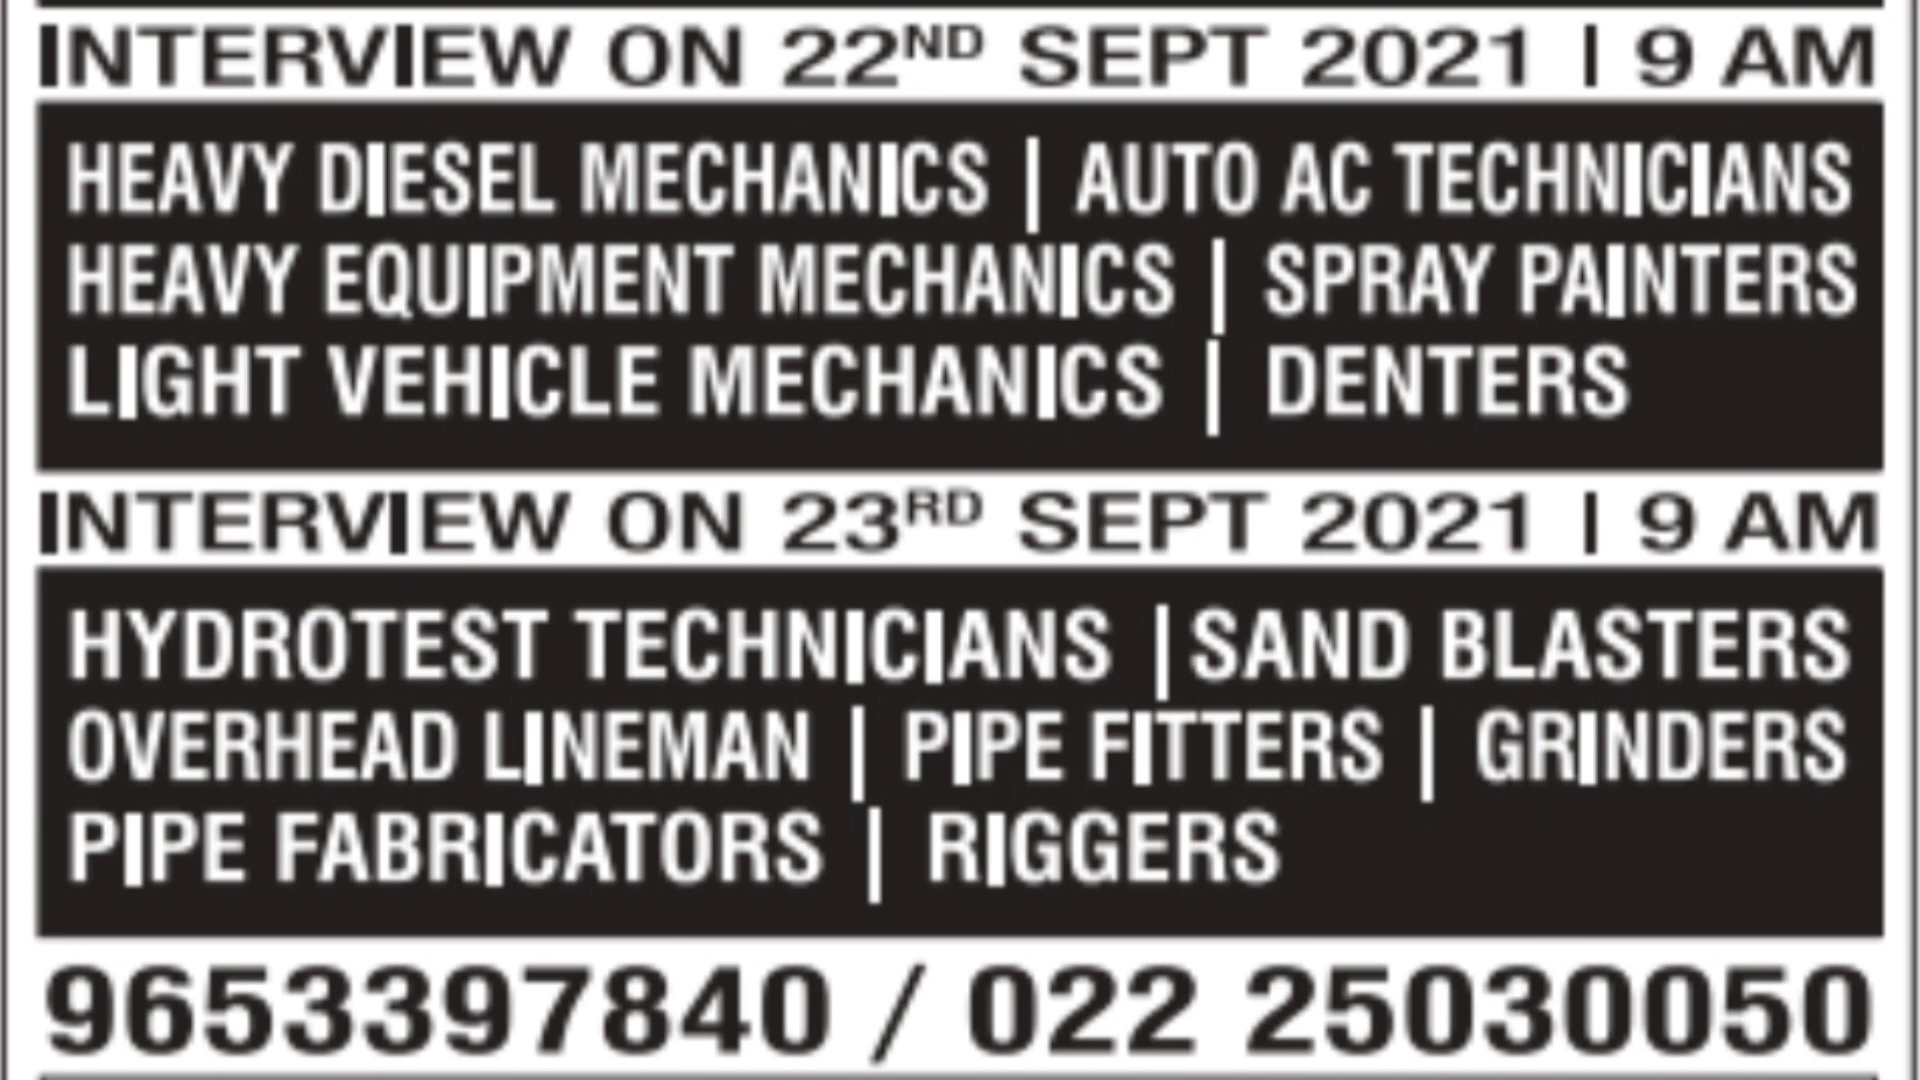 INTERVIEW ON 22ND SEPT 2021 | 9 AM
HEAVY DIESEL MECHANICS | AUTO AC TECHNICIANS
HEAVY EQUIPMENT MECHANICS | SPRAY PAINTERS
LIGHT VEHICLE MECHANICS | DENTERS
INTERVIEW ON 23RD SEPT 2021 | 9 AM
HYDROTEST TECHNICIANS | SAND BLASTERS
OVERHEAD LINEMAN | PIPE FITTERS | GRINDERS
PIPE FABRICATORS | RIGGERS
9653397840 / 022 25030050